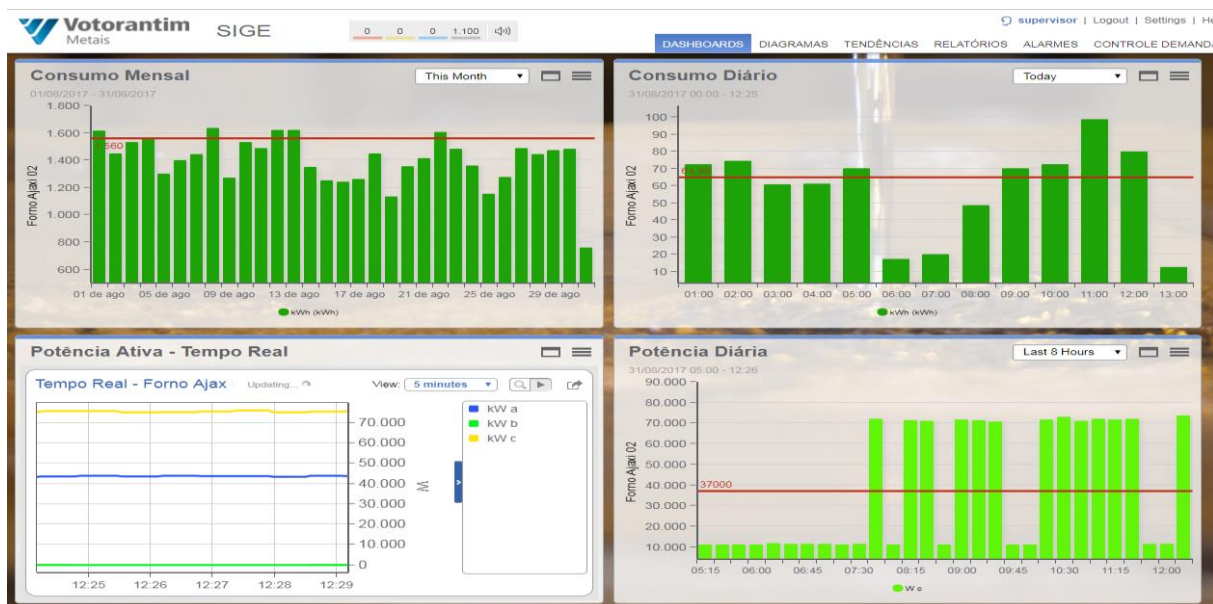 Votorantim
Metais
SIGE
0 0 0 1.100
supervisor | Logout | Settings | He
DASHBOARDS DIAGRAMAS TENDÊNCIAS RELATÓRIOS ALARMES CONTROLE DEMANDA
Consumo Mensal
This Month
01/08/2017 - 31/08/2017
1.800
1.600
1.560
1.400
1.200
1.000
800
600
Forno Ajaxi 02
01 de ago 05 de ago 09 de ago 13 de ago 17 de ago 21 de ago 25 de ago 29 de ago
kWh (kWh)
Consumo Diário
Today
31/08/2017 00:00 - 12:25
100
90
80
70
60
50
40
30
20
10
Forno Ajaxi 02
01:00 02:00 03:00 04:00 05:00 06:00 07:00 08:00 09:00 10:00 11:00 12:00 13:00
kWh (kWh)
Potência Ativa - Tempo Real
Tempo Real - Forno Ajax Updating... View: 5 minutes
kW a
kW b
kW c
70.000
60.000
50.000
40.000
30.000
20.000
10.000
0
W
12:25 12:26 12:27 12:28 12:29
Potência Diária
Last 8 Hours
31/08/2017 05:00 - 12:26
90.000
80.000
70.000
60.000
50.000
40.000
37000
30.000
20.000
10.000
Forno Ajaxi 02
05:15 06:00 06:45 07:30 08:15 09:00 09:45 10:30 11:15 12:00
W c